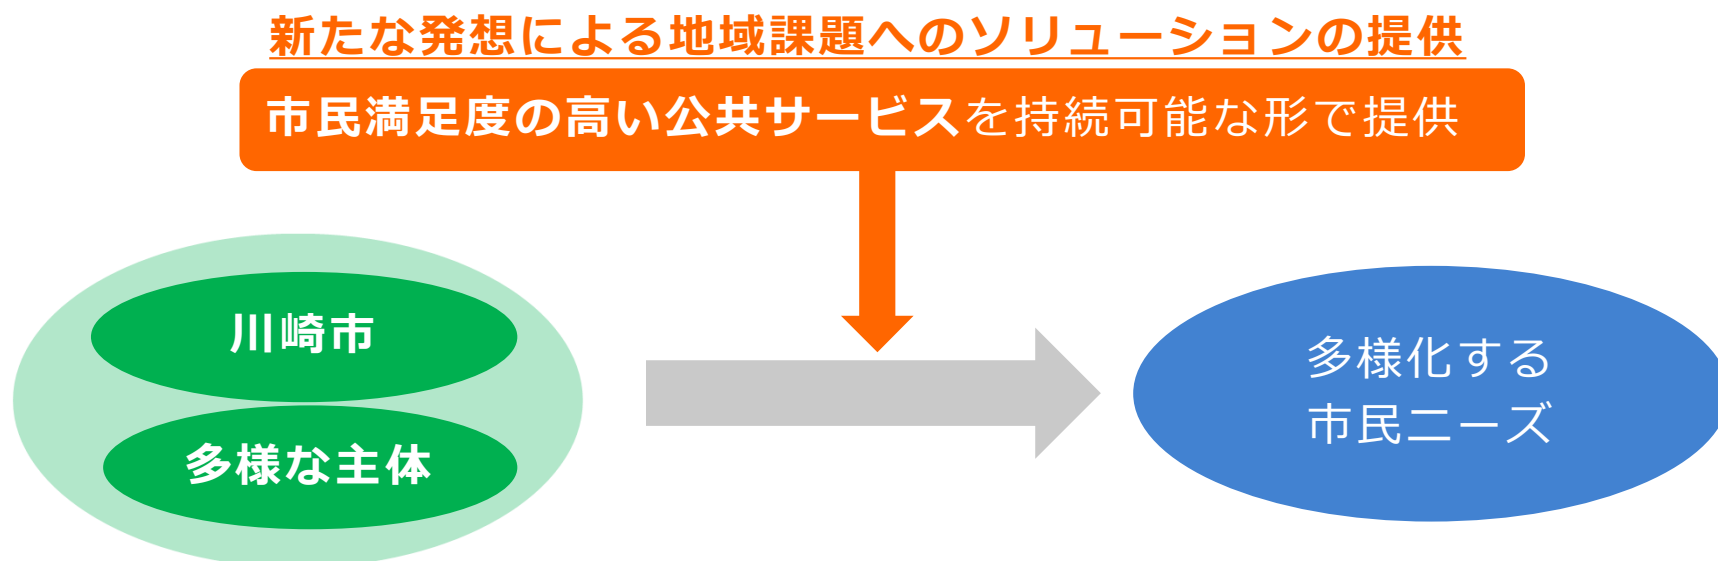 新たな発想による地域課題へのソリューションの提供
市民満足度の高い公共サービスを持続可能な形で提供
川崎市
多様な主体
多様化する
市民ニーズ